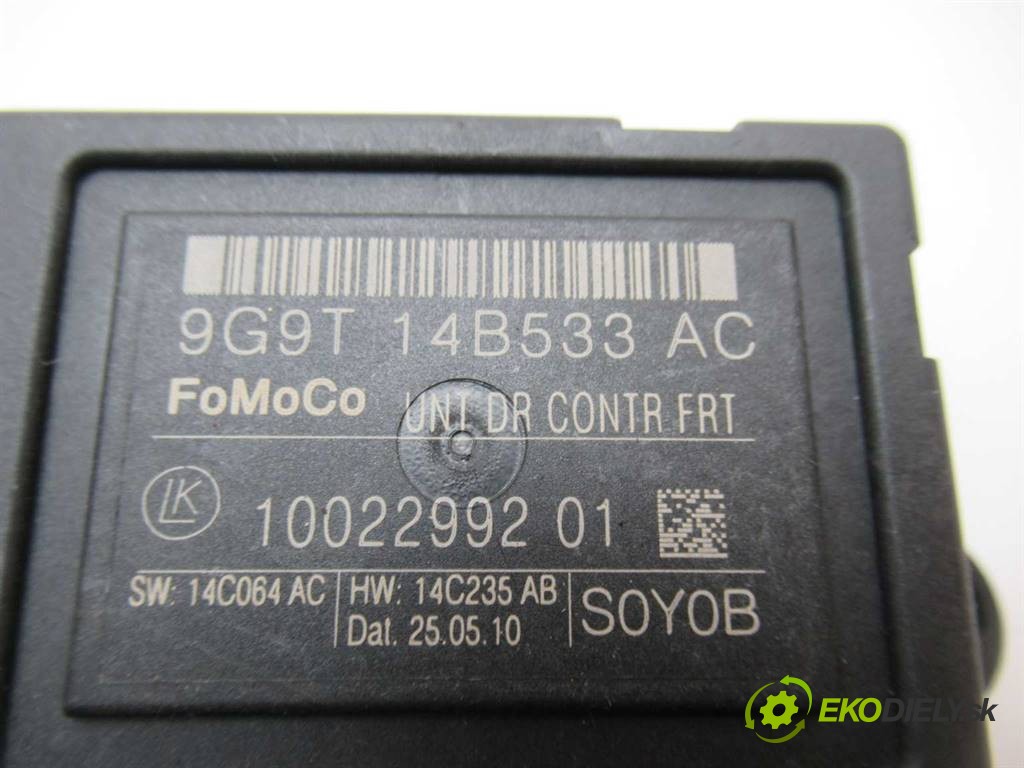 9G9T 14B533 AC
FoMoCo UNT DR CONTR FRT
LK 10022992 01
SW: 14C064 AC HW: 14C235 AB
Dat. 25.05.10 S0Y0B
EKODIELY.sk